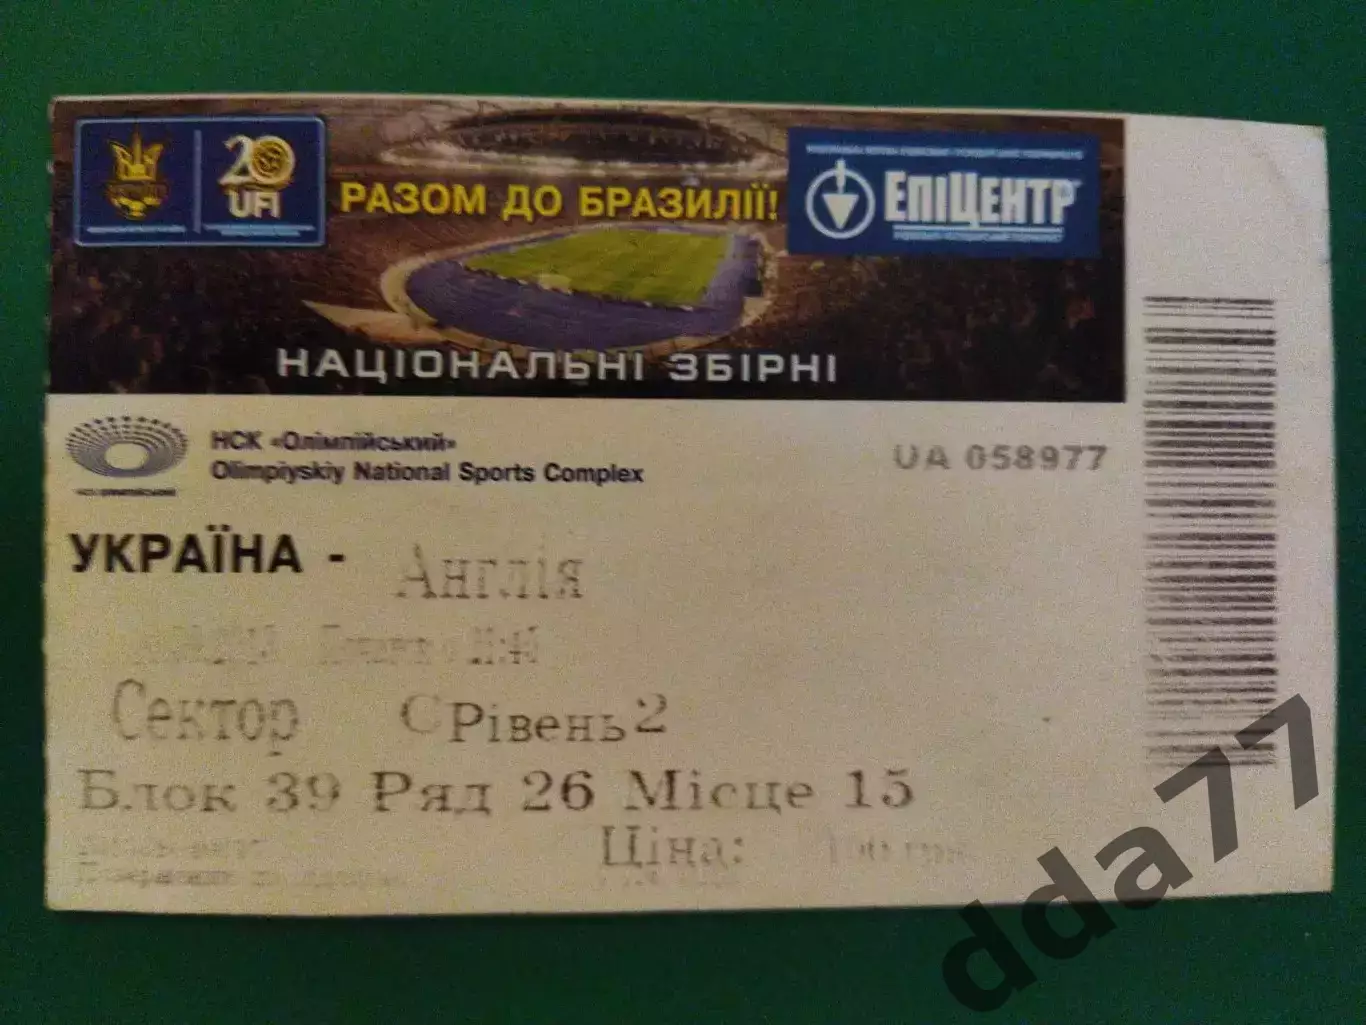 20
UFI
РАЗОМ ДО БРАЗИЛІЇ!
ЕПІЦЕНТР
НАЦІОНАЛЬНІ ЗБІРНІ
НСК «Олімпійський»
Olimpiyskiy National Sports Complex
UA 058977
УКРАЇНА - Англія
Сектор С Рівень 2
Блок 39 Ряд 26 Місце 15
Ціна:
dda77